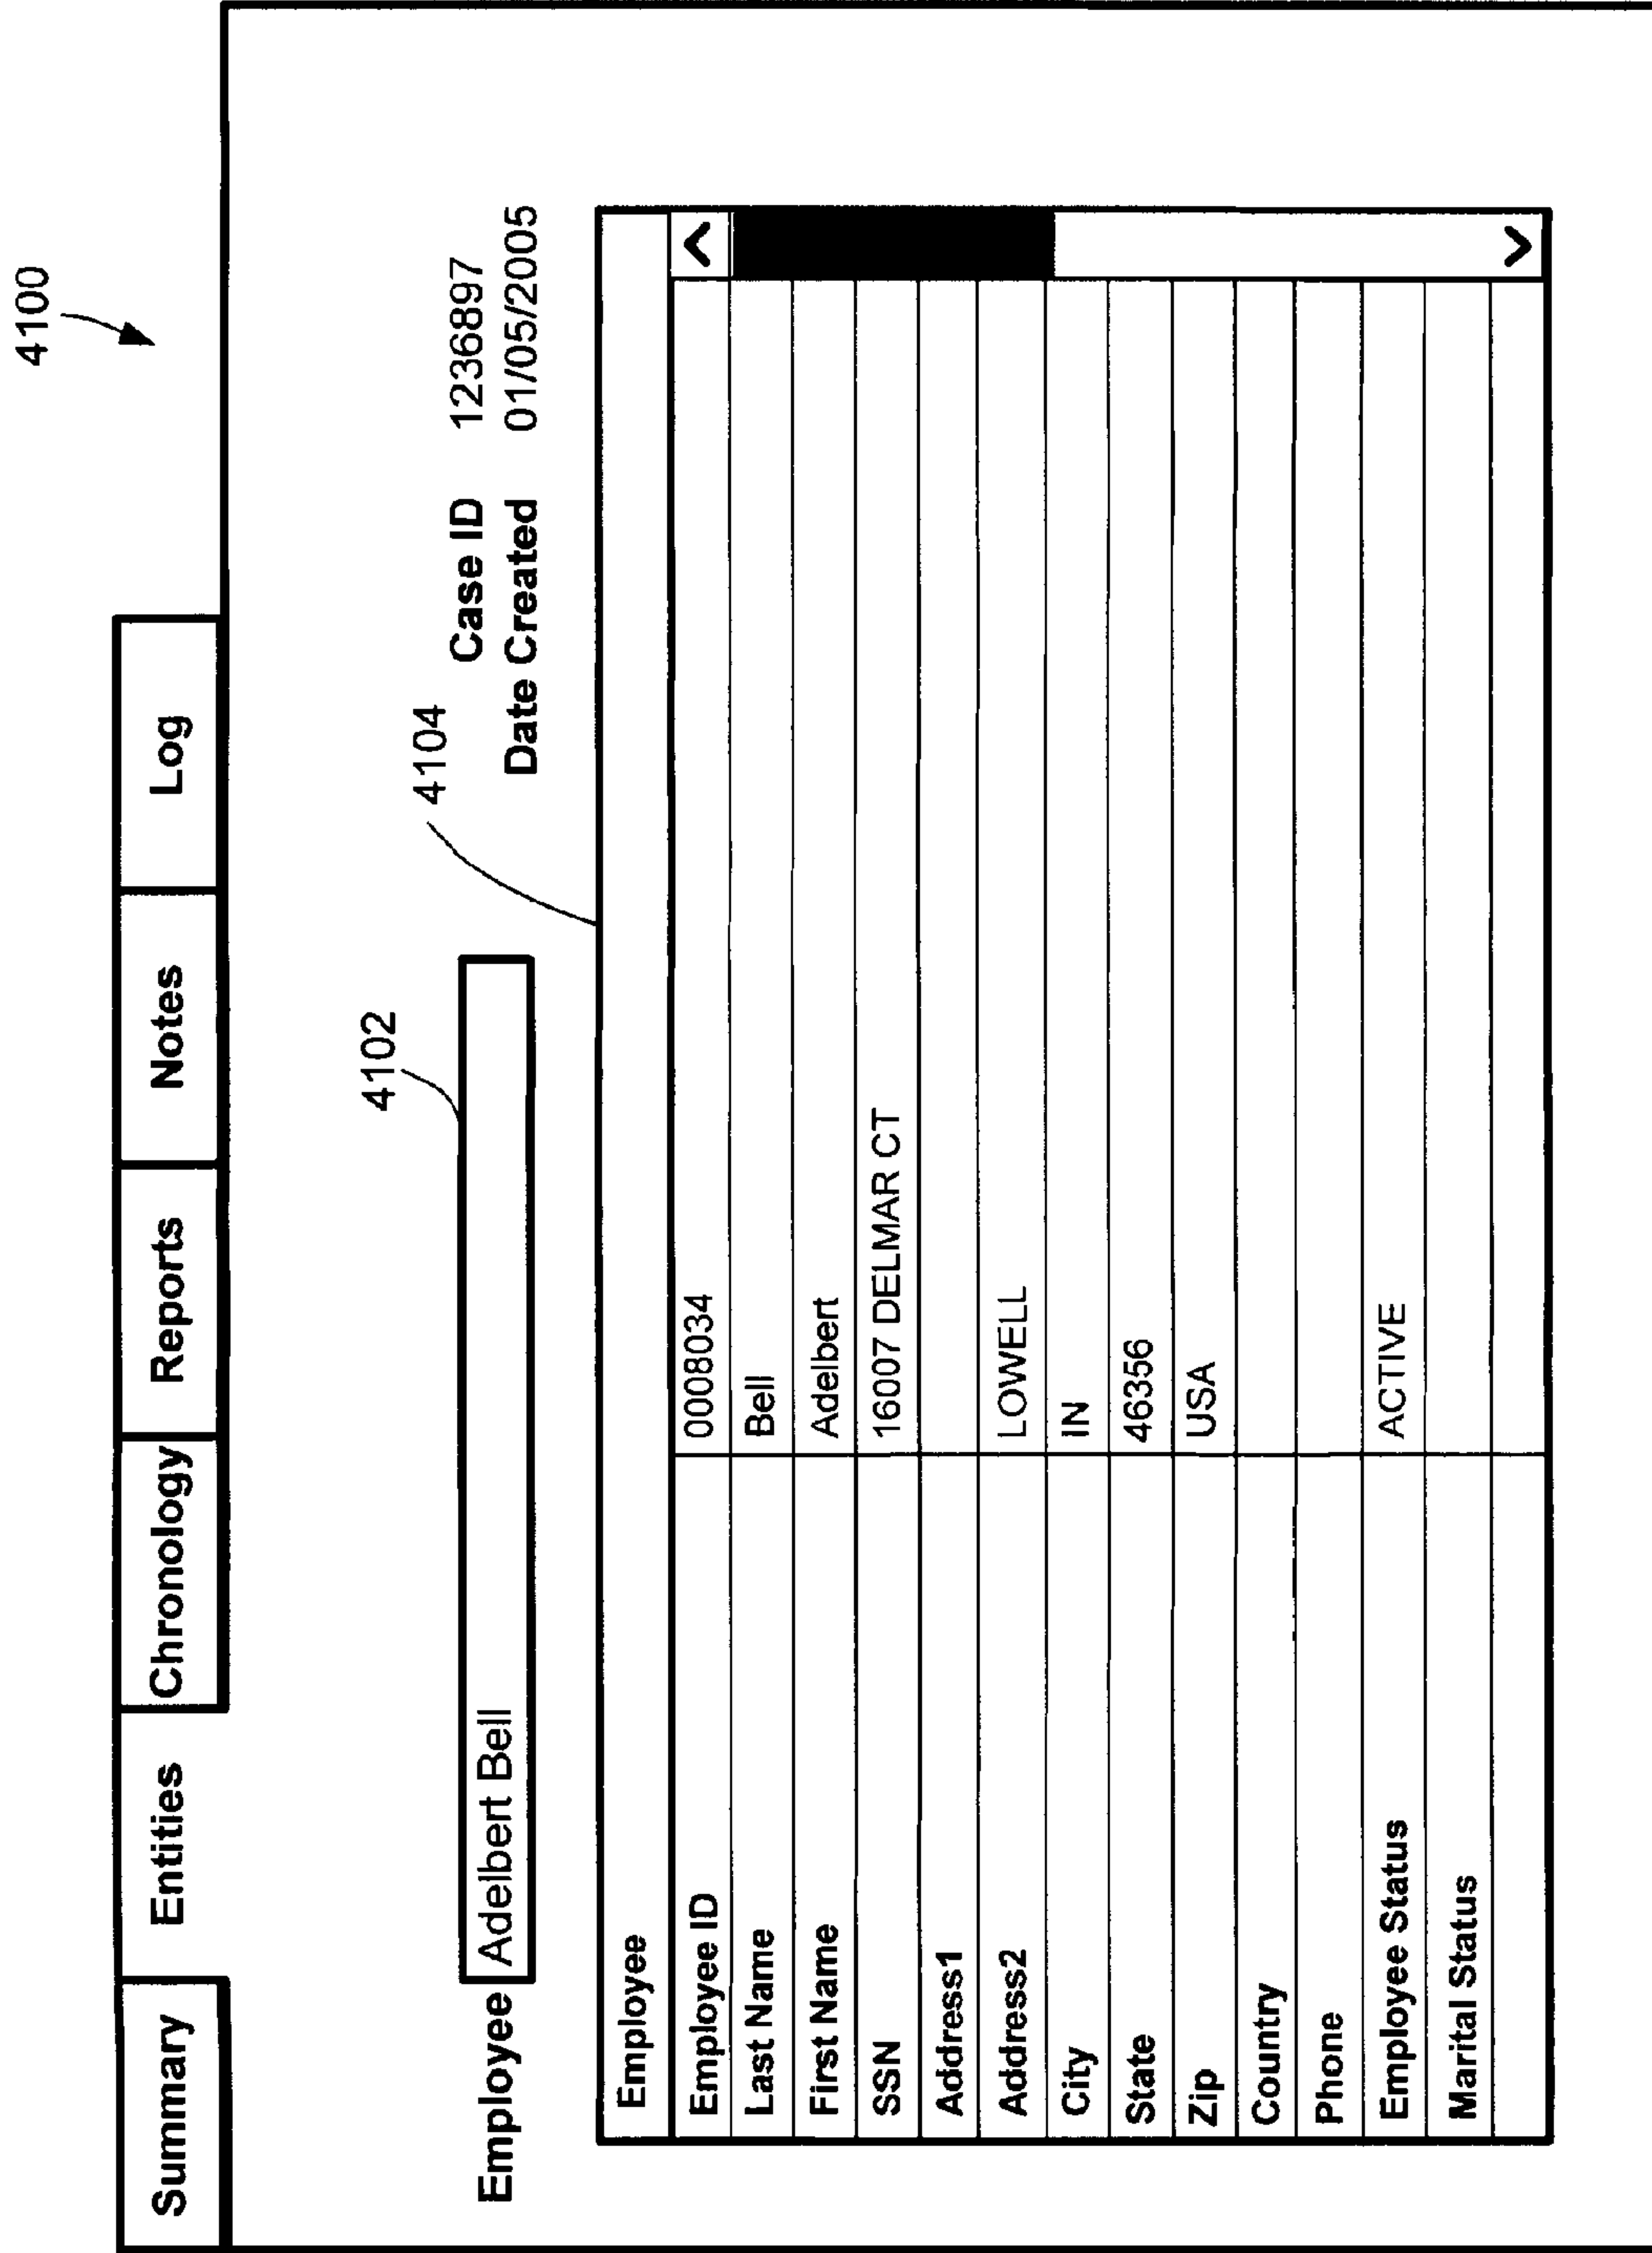 4100
Summary Entities Chronology Reports Notes Log
4102
4104
Employee Adelbert Bell
Case ID 1236897
Date Created 01/05/2005
Employee
Employee ID 0008034
Last Name Bell
First Name Adelbert
SSN 16007 DELMAR CT
Address1
Address2 LOWELL
City IN
State 46356
Zip USA
Country
Phone
Employee Status ACTIVE
Marital Status